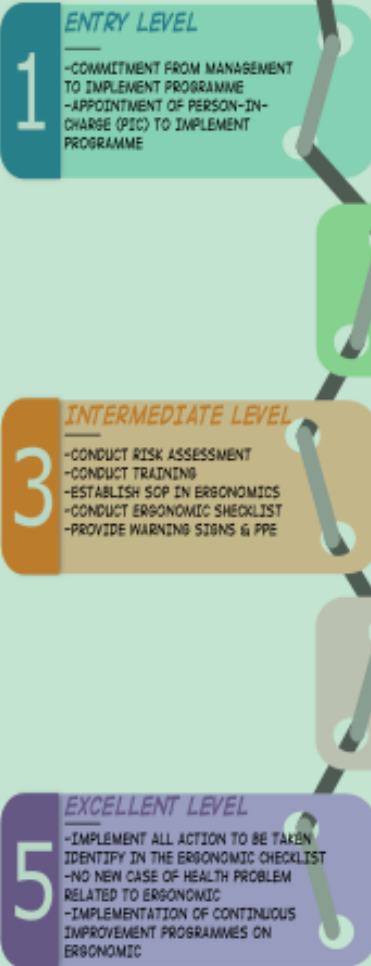 1
ENTRY LEVEL
-COMMITMENT FROM MANAGEMENT
TO IMPLEMENT PROGRAMME
-APPOINTMENT OF PERSON-IN-
CHARGE (PIC) TO IMPLEMENT
PROGRAMME
3
INTERMEDIATE LEVEL
-CONDUCT RISK ASSESSMENT
-CONDUCT TRAINING
-ESTABLISH SOP IN ERGONOMICS
-CONDUCT ERGONOMIC SHECKLIST
-PROVIDE WARNING SIGNS & PPE
5
EXCELLENT LEVEL
-IMPLEMENT ALL ACTION TO BE TAKEN
IDENTIFY IN THE ERGONOMIC CHECKLIST
-NO NEW CASE OF HEALTH PROBLEM
RELATED TO ERGONOMIC
-IMPLEMENTATION OF CONTINUOUS
IMPROVEMENT PROGRAMMES ON
ERGONOMIC